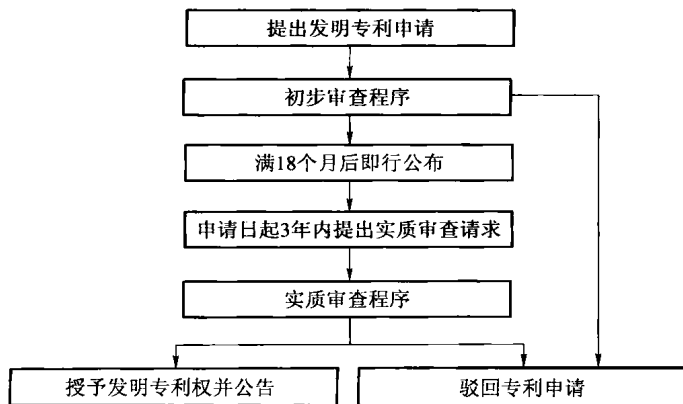 提出发明专利申请
初步审查程序
满18个月后即行公布
申请日起3年内提出实质审查请求
实质审查程序
授予发明专利权并公告
驳回专利申请